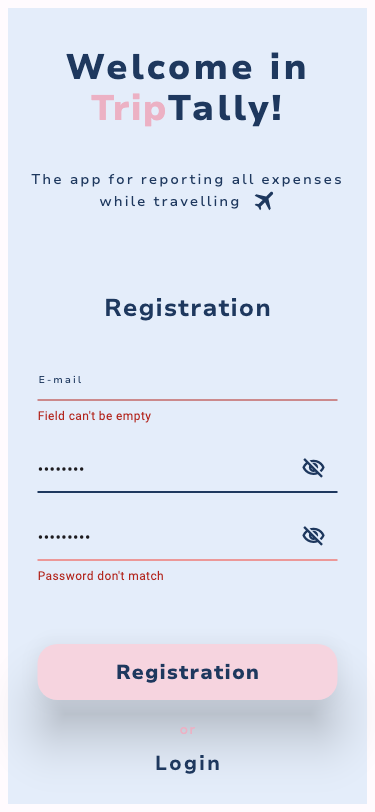 Welcome in
TripTally!
The app for reporting all expenses
while travelling
Registration
E-mail
Field can't be empty
••••••••
•••••••••
Password don't match
Registration
or
Login